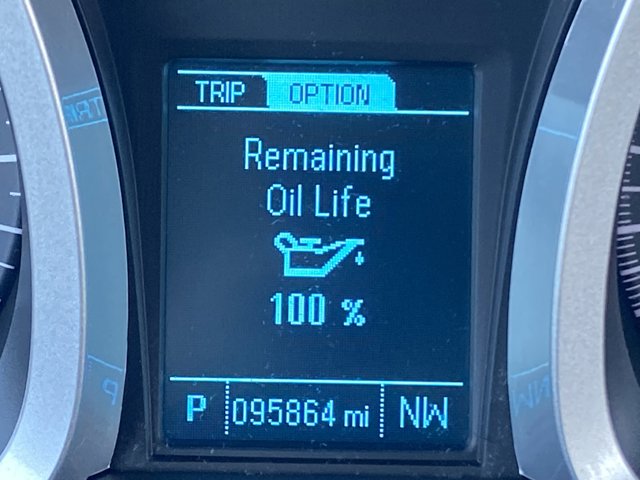 TRIP OPTION
Remaining
Oil Life
100 %
P 095864 mi NW